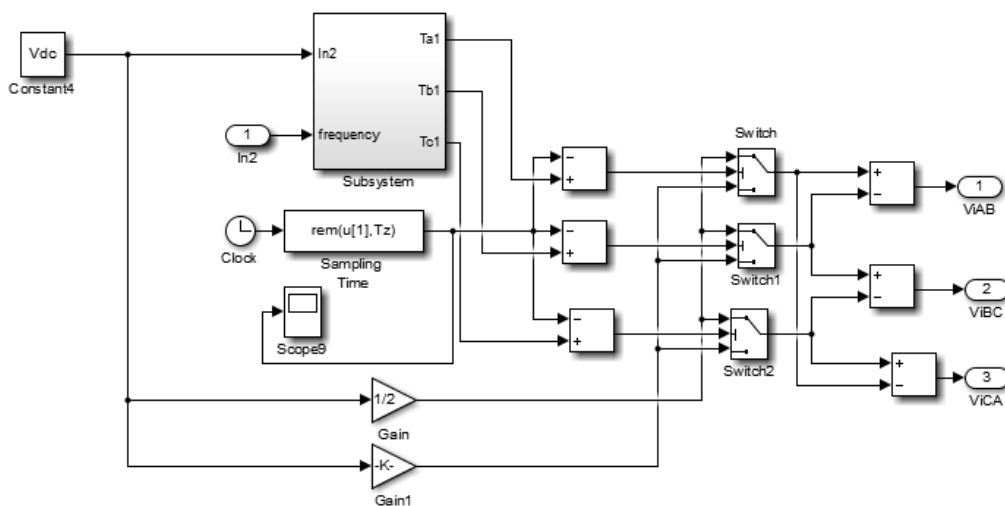 Vdc
Constant4
In2
frequency
Ta1
Tb1
Tc1
Subsystem
1
In2
Clock
rem(u[1],Tz)
Sampling
Time
Scope9
−
+
−
+
−
+
Switch
Switch1
Switch2
+
−
1
ViAB
+
−
2
ViBC
+
−
3
ViCA
1/2
Gain
-K-
Gain1